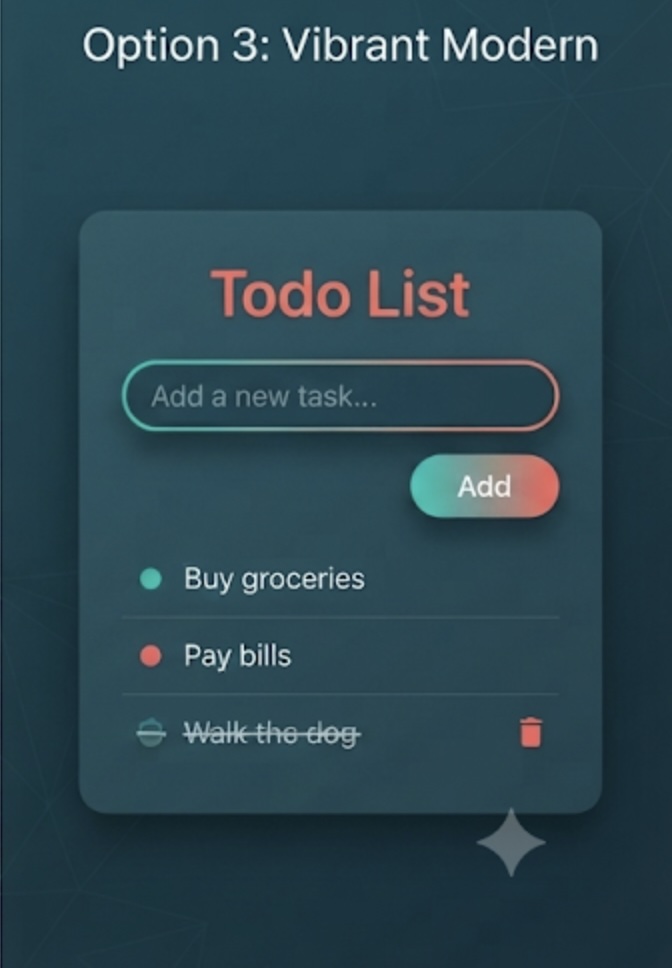 Option 3: Vibrant Modern
Todo List
Add a new task...
Add
Buy groceries
Pay bills
Walk the dog